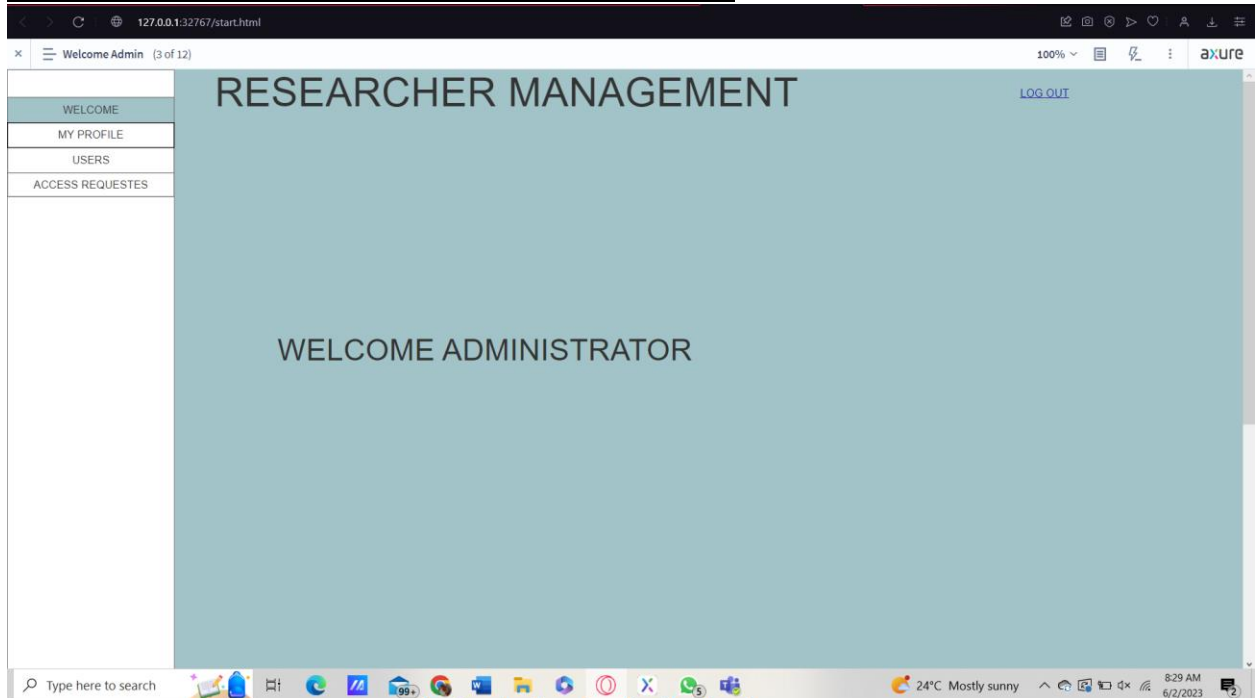 127.0.0.1:32767/start.html
Welcome Admin (3 of 12)
100%
axure
RESEARCHER MANAGEMENT
LOG OUT
WELCOME
MY PROFILE
USERS
ACCESS REQUESTES
WELCOME ADMINISTRATOR
Type here to search
99+
5
24°C Mostly sunny
8:29 AM
6/2/2023
2